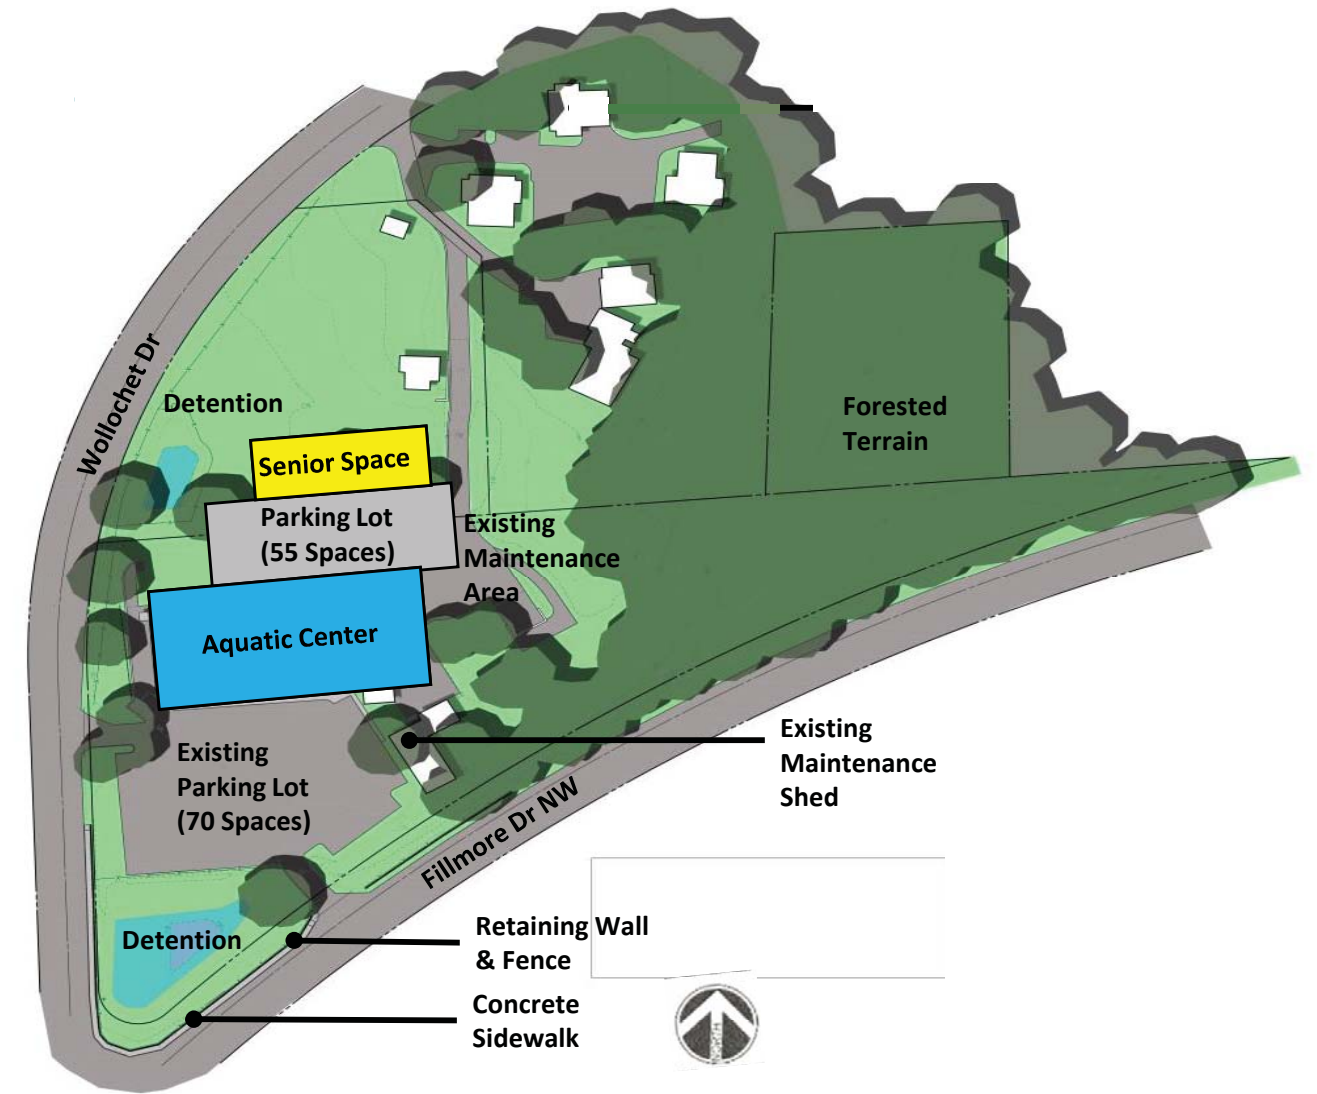 Wollochet Dr
Detention
Senior Space
Parking Lot
(55 Spaces)
Forested
Terrain
Existing
Maintenance
Area
Aquatic Center
Existing
Parking Lot
(70 Spaces)
Existing
Maintenance
Shed
Fillmore Dr NW
Detention
Retaining Wall
& Fence
Concrete
Sidewalk
NORTH